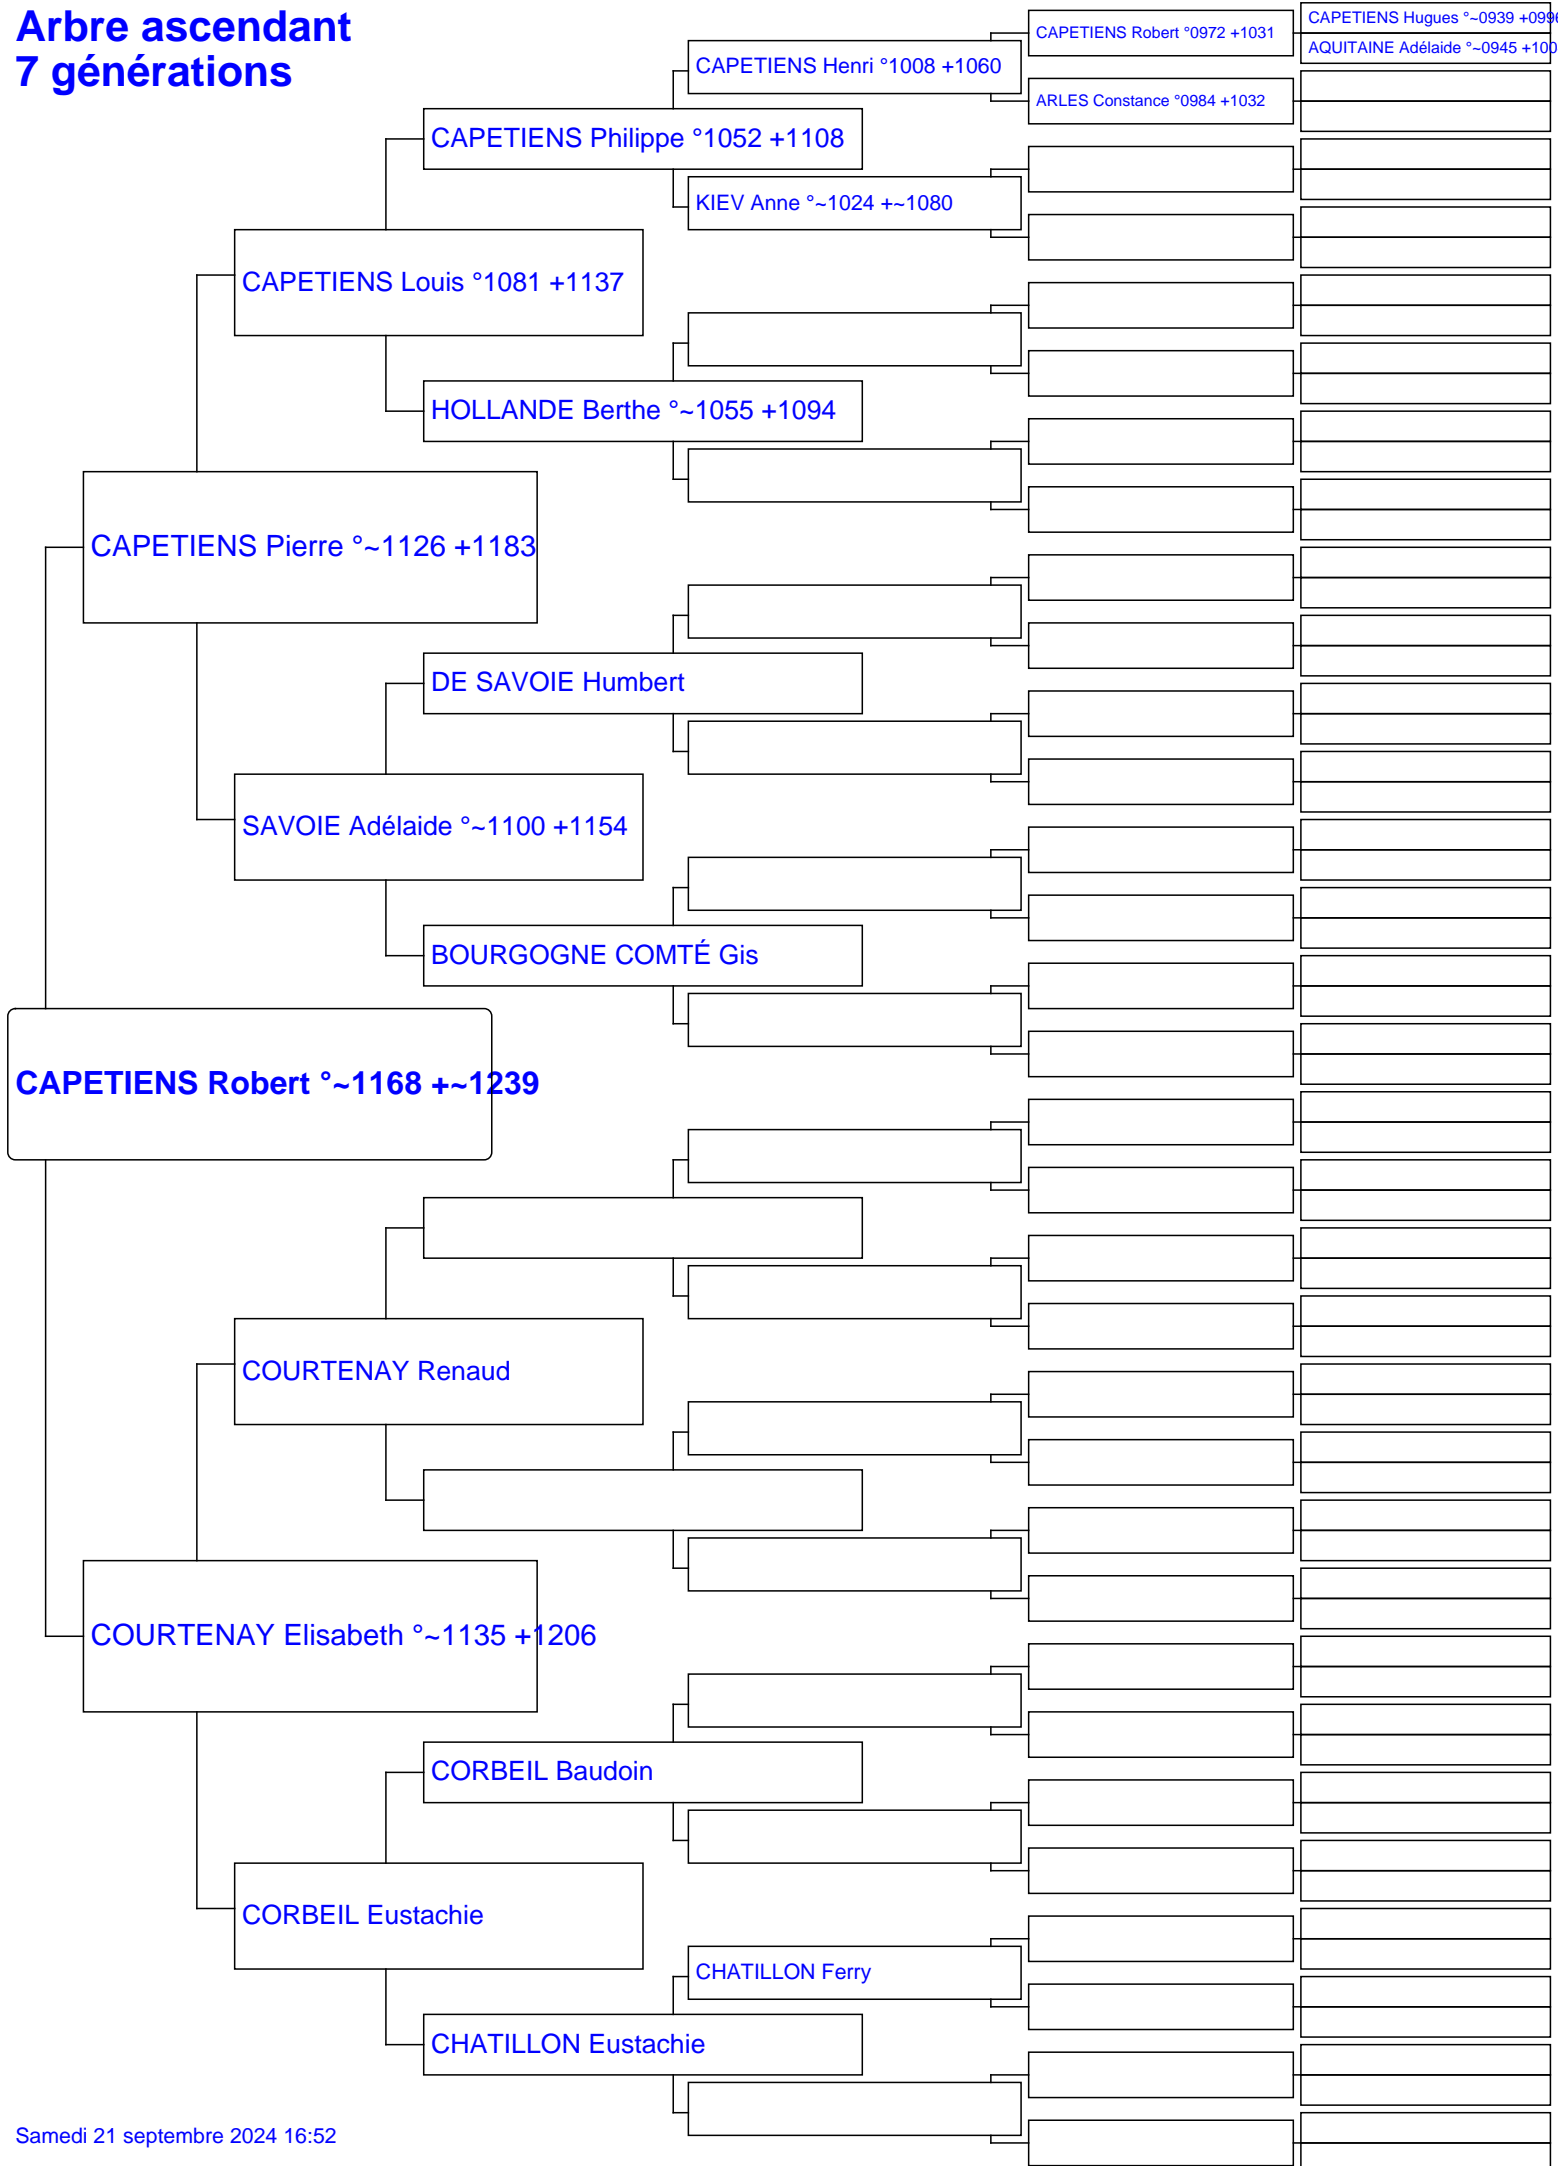 Arbre ascendant
7 générations
CAPETIENS Hugues °~0939 +0996
CAPETIENS Robert °0972 +1031
AQUITAINE Adélaide °~0945 +100
CAPETIENS Henri °1008 +1060
ARLES Constance °0984 +1032
CAPETIENS Philippe °1052 +1108
KIEV Anne °~1024 +~1080
CAPETIENS Louis °1081 +1137
HOLLANDE Berthe °~1055 +1094
CAPETIENS Pierre °~1126 +1183
DE SAVOIE Humbert
SAVOIE Adélaide °~1100 +1154
BOURGOGNE COMTÉ Gis
CAPETIENS Robert °~1168 +~1239
COURTENAY Renaud
COURTENAY Elisabeth °~1135 +1206
CORBEIL Baudoin
CORBEIL Eustachie
CHATILLON Ferry
CHATILLON Eustachie
Samedi 21 septembre 2024 16:52